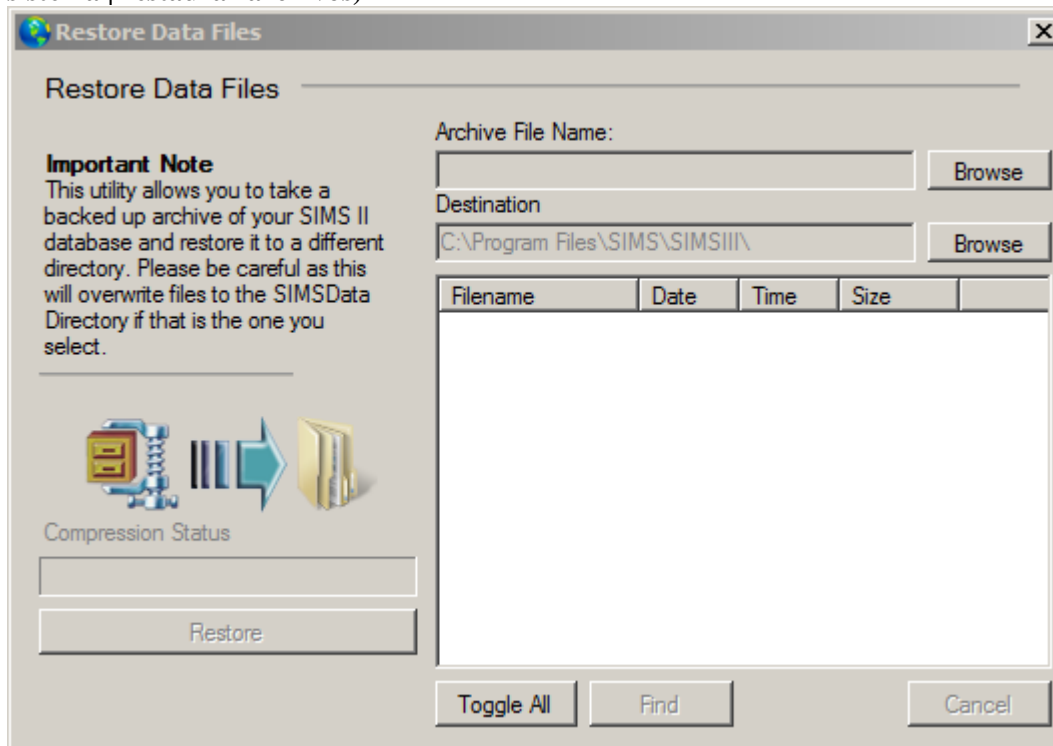 Restore Data Files
Restore Data Files
Important Note
This utility allows you to take a
backed up archive of your SIMS II
database and restore it to a different
directory. Please be careful as this
will overwrite files to the SIMSData
Directory if that is the one you
select.
Compression Status
Restore
Archive File Name:
Browse
Destination
C:\Program Files\SIMS\SIMSIII\
Browse
Filename Date Time Size
Toggle All Find Cancel